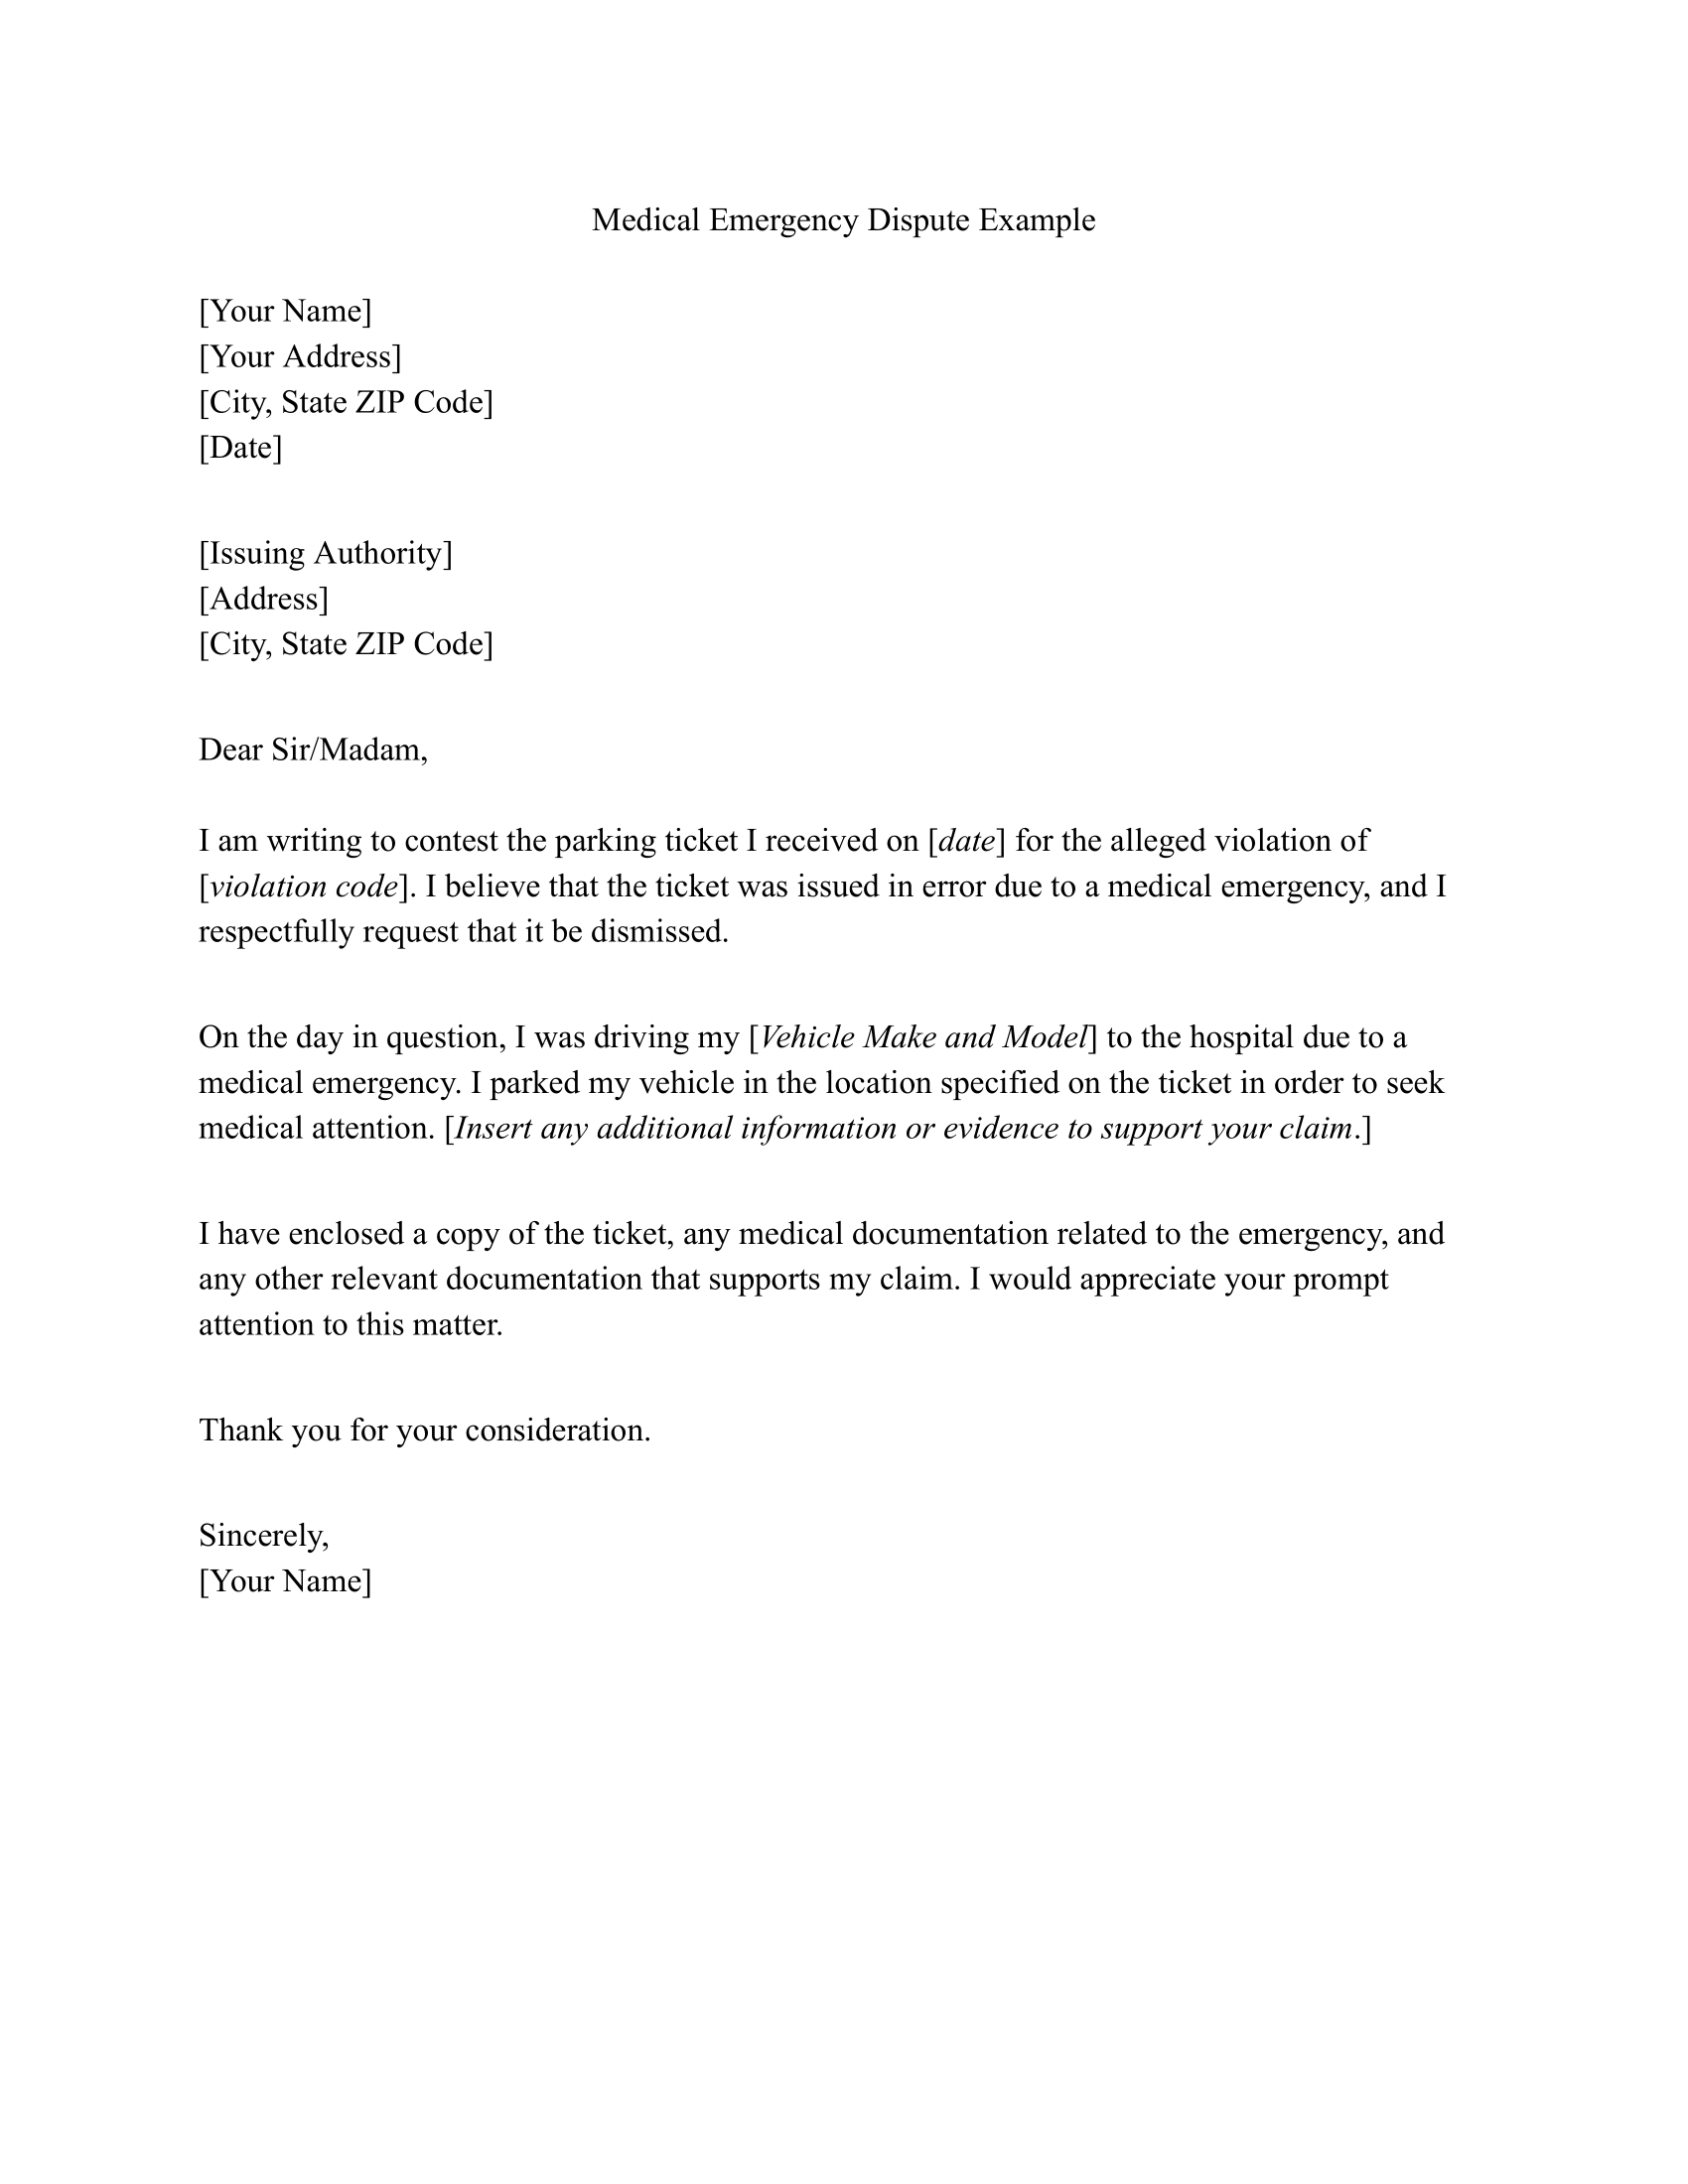 Medical Emergency Dispute Example
[Your Name]
[Your Address]
[City, State ZIP Code]
[Date]
[Issuing Authority]
[Address]
[City, State ZIP Code]
Dear Sir/Madam,
I am writing to contest the parking ticket I received on [date] for the alleged violation of
[violation code]. I believe that the ticket was issued in error due to a medical emergency, and I
respectfully request that it be dismissed.
On the day in question, I was driving my [Vehicle Make and Model] to the hospital due to a
medical emergency. I parked my vehicle in the location specified on the ticket in order to seek
medical attention. [Insert any additional information or evidence to support your claim.]
I have enclosed a copy of the ticket, any medical documentation related to the emergency, and
any other relevant documentation that supports my claim. I would appreciate your prompt
attention to this matter.
Thank you for your consideration.
Sincerely,
[Your Name]